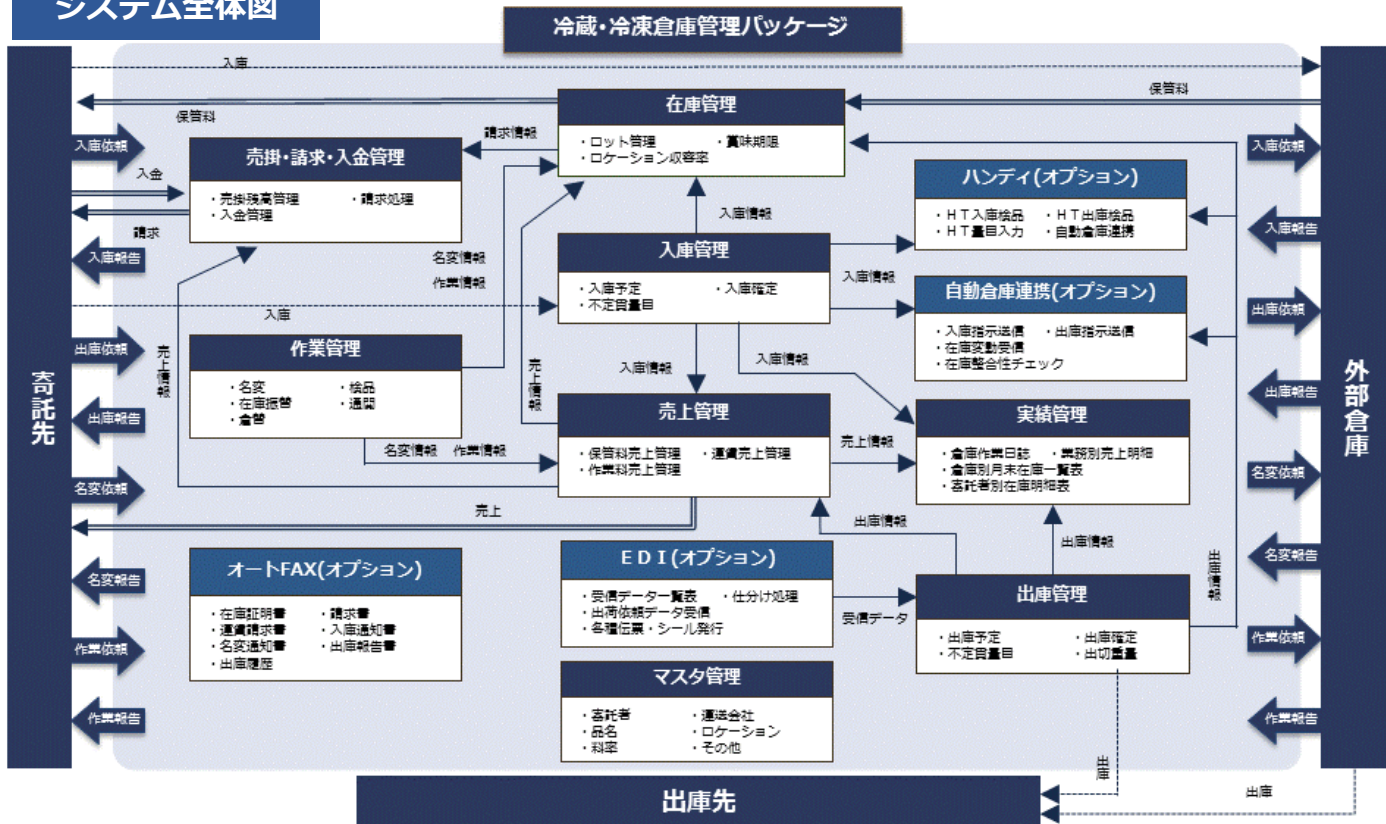 システム全体図
冷蔵・冷凍倉庫管理パッケージ
入庫
保管料
保管料
寄託先
入庫依頼
入金
請求
入庫報告
入庫
出庫依頼
出庫報告
名変依頼
名変報告
作業依頼
作業報告
売掛・請求・入金管理
・売掛残高管理 ・請求処理
・入金管理
請求情報
在庫管理
・ロット管理 ・賞味期限
・ロケーション収容率
入庫情報
名変情報
作業情報
入庫管理
・入庫予定 ・入庫確定
・不定貫量目
入庫情報
ハンディ(オプション)
・HT入庫検品 ・HT出庫検品
・HT量目入力 ・自動倉庫連携
自動倉庫連携(オプション)
・入庫指示送信 ・出庫指示送信
・在庫変動受信
・在庫整合性チェック
作業管理
・名変 ・検品
・在庫振替 ・通関
・倉替
売上情報
売上情報
入庫情報
入庫情報
名変情報 作業情報
売上管理
・保管料売上管理 ・運賃売上管理
・作業料売上管理
売上情報
実績管理
・倉庫作業日誌 ・業務別売上明細
・倉庫別月末在庫一覧表
・寄託者別在庫明細表
売上
出庫情報
出庫情報
出庫情報
オートFAX(オプション)
・在庫証明書 ・請求書
・運賃請求書 ・入庫通知書
・名変通知書 ・出庫報告書
・出庫履歴
EDI(オプション)
・受信データ一覧表 ・仕分け処理
・出荷依頼データ受信
・各種伝票・シール発行
受信データ
出庫管理
・出庫予定 ・出庫確定
・不定貫量目 ・出切重量
マスタ管理
・寄託者 ・運送会社
・品名 ・ロケーション
・料率 ・その他
外部倉庫
入庫依頼
入庫報告
出庫依頼
出庫報告
名変依頼
名変報告
作業依頼
作業報告
出庫
出庫
出庫先